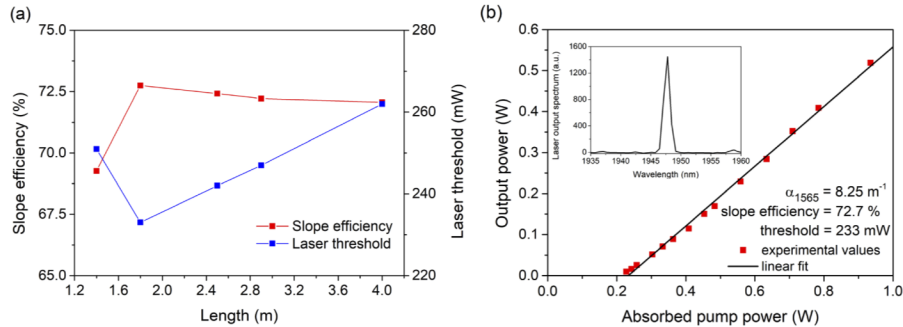 (a)
75.0
72.5
70.0
67.5
65.0
Slope efficiency (%)
280
260
240
220
Laser threshold (mW)
Slope efficiency
Laser threshold
1.2 1.6 2.0 2.4 2.8 3.2 3.6 4.0
Length (m)
(b)
0.6
0.5
0.4
0.3
0.2
0.1
0.0
Output power (W)
1600
1200
800
400
0
Laser output spectrum (a.u.)
1935 1940 1945 1950 1955 1960
Wavelength (nm)
α1565 = 8.25 m-1
slope efficiency = 72.7 %
threshold = 233 mW
experimental values
linear fit
0.0 0.2 0.4 0.6 0.8 1.0
Absorbed pump power (W)